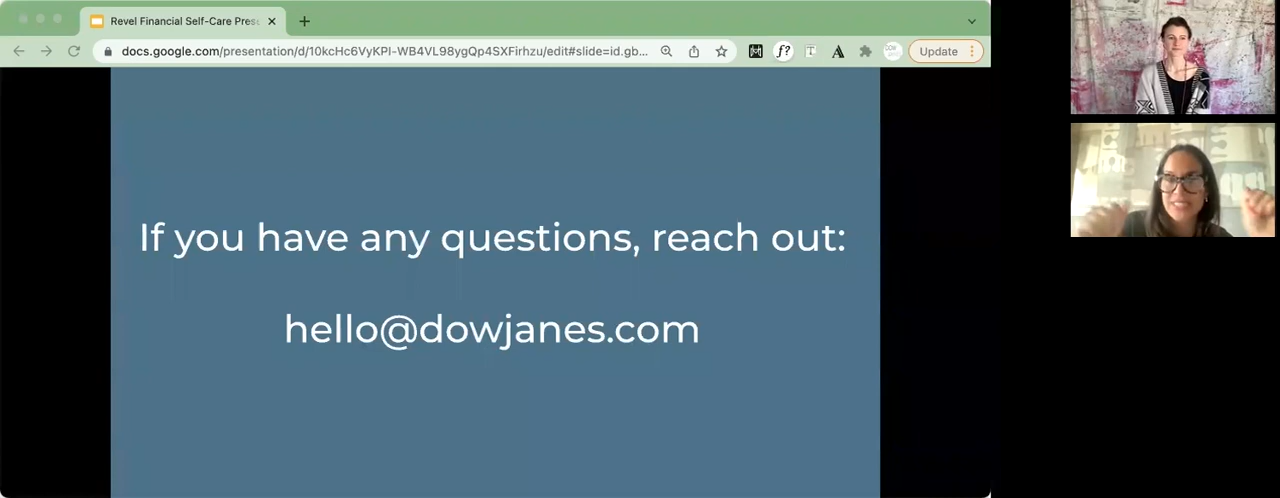 Revel Financial Self-Care Pres
docs.google.com/presentation/d/10kcHc6VyKPI-WB4VL98ygQp4SXFirhzu/edit#slide=id.gb...
f?
T
A
Update
If you have any questions, reach out:
hello@dowjanes.com